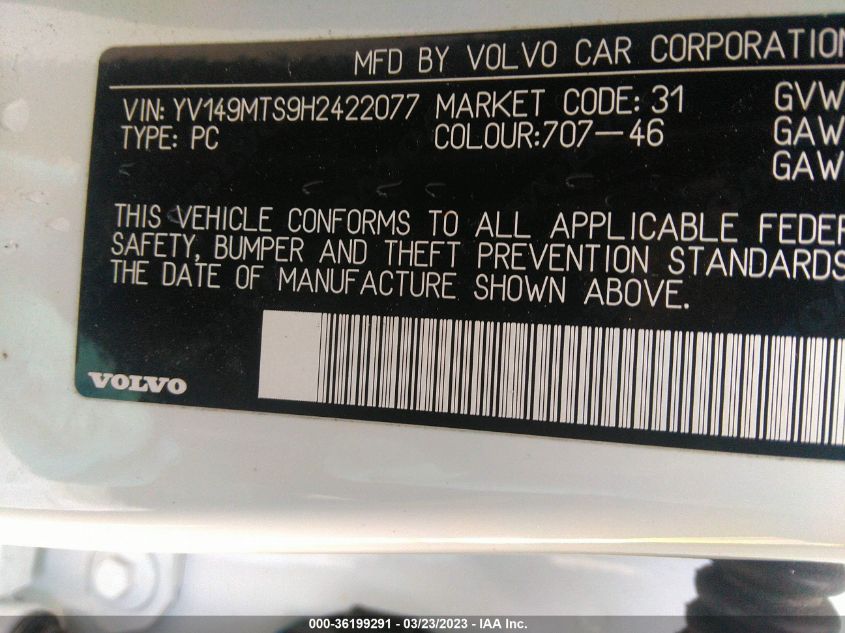 MFD BY VOLVO CAR CORPORATION
VIN: YV149MTS9H2422077 MARKET CODE: 31 GVW
TYPE: PC COLOUR:707-46 GAW
GAW
THIS VEHICLE CONFORMS TO ALL APPLICABLE FEDER
SAFETY, BUMPER AND THEFT PREVENTION STANDARDS
THE DATE OF MANUFACTURE SHOWN ABOVE.
VOLVO
000-36199291 - 03/23/2023 - IAA Inc.